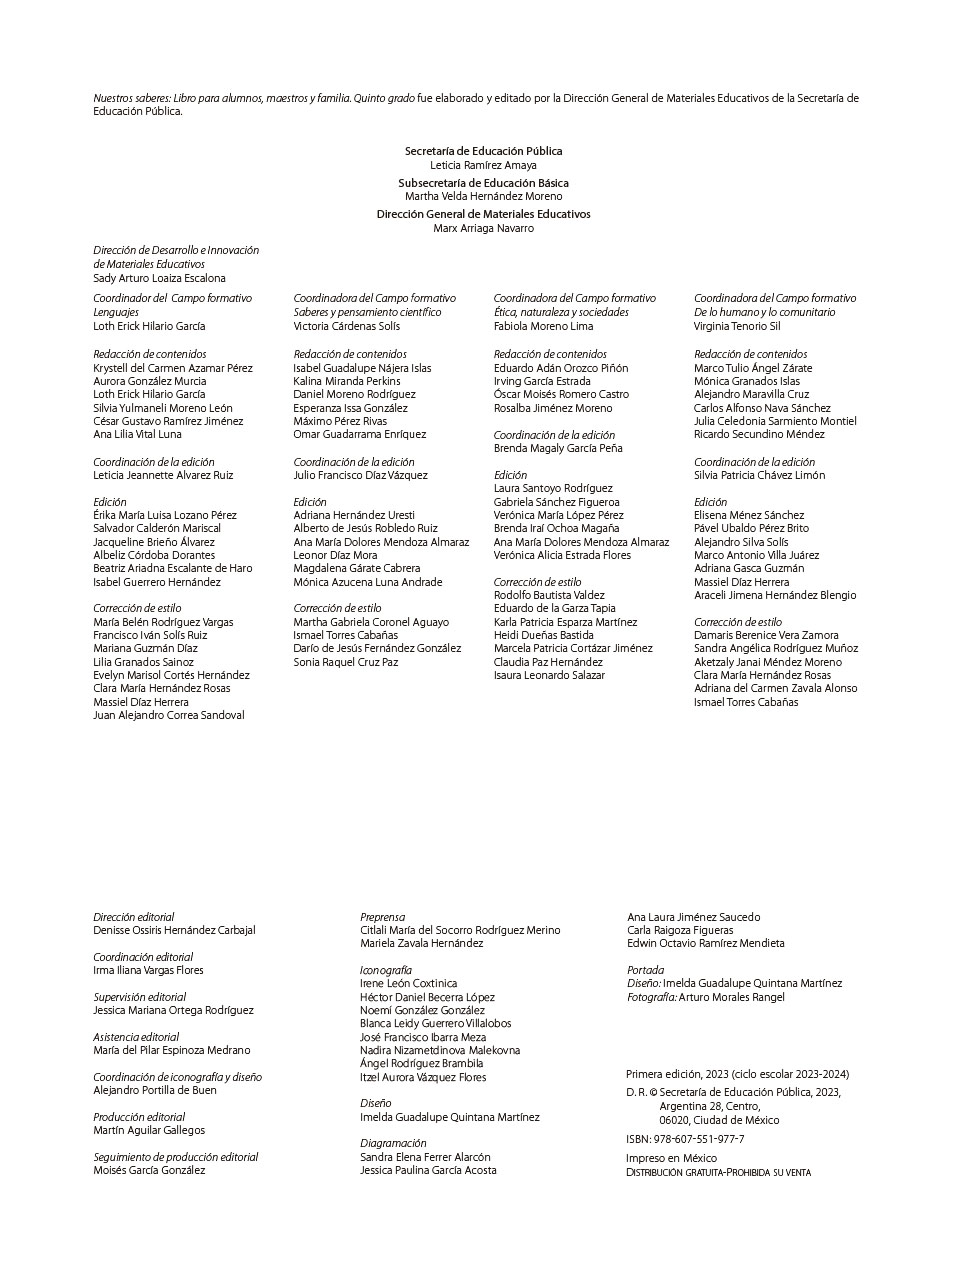 Nuestros saberes: Libro para alumnos, maestros y familia. Quinto grado fue elaborado y editado por la Dirección General de Materiales Educativos de la Secretaría de
Educación Pública.
Secretaría de Educación Pública
Leticia Ramírez Amaya
Subsecretaría de Educación Básica
Martha Velda Hernández Moreno
Dirección General de Materiales Educativos
Marx Arriaga Navarro
Dirección de Desarrollo e Innovación
de Materiales Educativos
Sady Arturo Loaiza Escalona
Coordinador del Campo formativo
Lenguajes
Loth Erick Hilario García
Redacción de contenidos
Krystell del Carmen Azamar Pérez
Aurora González Murcia
Loth Erick Hilario García
Silvia Yulmaneli Moreno León
César Gustavo Ramírez Jiménez
Ana Lilia Vital Luna
Coordinación de la edición
Leticia Jeannette Alvarez Ruiz
Edición
Érika María Luisa Lozano Pérez
Salvador Calderón Mariscal
Jacqueline Brieño Álvarez
Albeliz Córdoba Dorantes
Beatriz Ariadna Escalante de Haro
Isabel Guerrero Hernández
Corrección de estilo
María Belén Rodríguez Vargas
Francisco Iván Solís Ruiz
Mariana Guzmán Díaz
Lilia Granados Sainoz
Evelyn Marisol Cortés Hernández
Clara María Hernández Rosas
Massiel Díaz Herrera
Juan Alejandro Correa Sandoval
Coordinadora del Campo formativo
Saberes y pensamiento científico
Victoria Cárdenas Solís
Redacción de contenidos
Isabel Guadalupe Nájera Islas
Kalina Miranda Perkins
Daniel Moreno Rodríguez
Esperanza Issa González
Máximo Pérez Rivas
Omar Guadarrama Enríquez
Coordinación de la edición
Julio Francisco Díaz Vázquez
Edición
Adriana Hernández Uresti
Alberto de Jesús Robledo Ruiz
Ana María Dolores Mendoza Almaraz
Leonor Díaz Mora
Magdalena Gárate Cabrera
Mónica Azucena Luna Andrade
Corrección de estilo
Martha Gabriela Coronel Aguayo
Ismael Torres Cabañas
Darío de Jesús Fernández González
Sonia Raquel Cruz Paz
Coordinadora del Campo formativo
Ética, naturaleza y sociedades
Fabiola Moreno Lima
Redacción de contenidos
Eduardo Adán Orozco Piñón
Irving García Estrada
Óscar Moisés Romero Castro
Rosalba Jiménez Moreno
Coordinación de la edición
Brenda Magaly García Peña
Edición
Laura Santoyo Rodríguez
Gabriela Sánchez Figueroa
Verónica María López Pérez
Brenda Iraí Ochoa Magaña
Ana María Dolores Mendoza Almaraz
Verónica Alicia Estrada Flores
Corrección de estilo
Rodolfo Bautista Valdez
Eduardo de la Garza Tapia
Karla Patricia Esparza Martínez
Heidi Dueñas Bastida
Marcela Patricia Cortázar Jiménez
Claudia Paz Hernández
Isaura Leonardo Salazar
Coordinadora del Campo formativo
De lo humano y lo comunitario
Virginia Tenorio Sil
Redacción de contenidos
Marco Tulio Ángel Zárate
Mónica Granados Islas
Alejandro Maravilla Cruz
Carlos Alfonso Nava Sánchez
Julia Celedonia Sarmiento Montiel
Ricardo Secundino Méndez
Coordinación de la edición
Silvia Patricia Chávez Limón
Edición
Elisena Ménez Sánchez
Pável Ubaldo Pérez Brito
Alejandro Silva Solís
Marco Antonio Villa Juárez
Adriana Gasca Guzmán
Massiel Díaz Herrera
Araceli Jimena Hernández Blengio
Corrección de estilo
Damaris Berenice Vera Zamora
Sandra Angélica Rodríguez Muñoz
Aketzaly Janai Méndez Moreno
Clara María Hernández Rosas
Adriana del Carmen Zavala Alonso
Ismael Torres Cabañas
Dirección editorial
Denisse Ossiris Hernández Carbajal
Coordinación editorial
Irma Iliana Vargas Flores
Supervisión editorial
Jessica Mariana Ortega Rodríguez
Asistencia editorial
María del Pilar Espinoza Medrano
Coordinación de iconografía y diseño
Alejandro Portilla de Buen
Producción editorial
Martín Aguilar Gallegos
Seguimiento de producción editorial
Moisés García González
Preprensa
Citlali María del Socorro Rodríguez Merino
Mariela Zavala Hernández
Iconografía
Irene León Coxtinica
Héctor Daniel Becerra López
Noemí González González
Blanca Leidy Guerrero Villalobos
José Francisco Ibarra Meza
Nadira Nizametdinova Malekovna
Ángel Rodríguez Brambila
Itzel Aurora Vázquez Flores
Diseño
Imelda Guadalupe Quintana Martínez
Diagramación
Sandra Elena Ferrer Alarcón
Jessica Paulina García Acosta
Ana Laura Jiménez Saucedo
Carla Raigoza Figueras
Edwin Octavio Ramírez Mendieta
Portada
Diseño: Imelda Guadalupe Quintana Martínez
Fotografía: Arturo Morales Rangel
Primera edición, 2023 (ciclo escolar 2023-2024)
D. R. © Secretaría de Educación Pública, 2023,
Argentina 28, Centro,
06020, Ciudad de México
ISBN: 978-607-551-977-7
Impreso en México
DISTRIBUCIÓN GRATUITA-PROHIBIDA SU VENTA